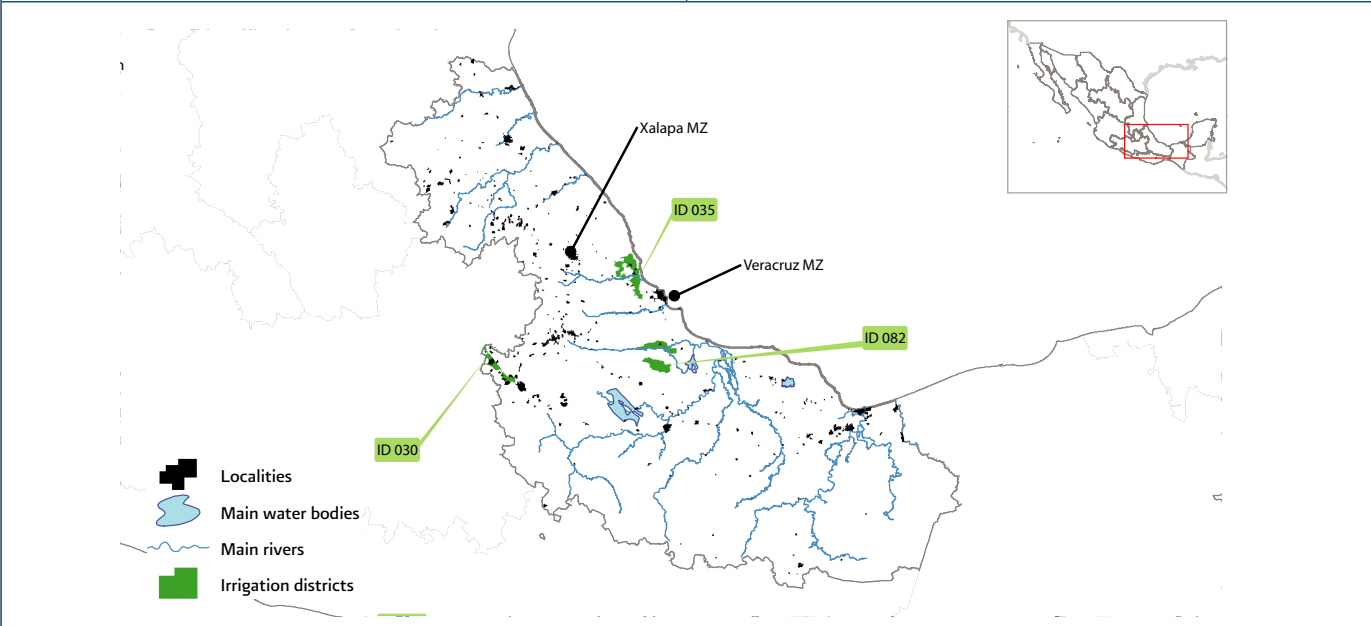 Xalapa MZ
ID 035
Veracruz MZ
ID 082
ID 030
Localities
Main water bodies
Main rivers
Irrigation districts